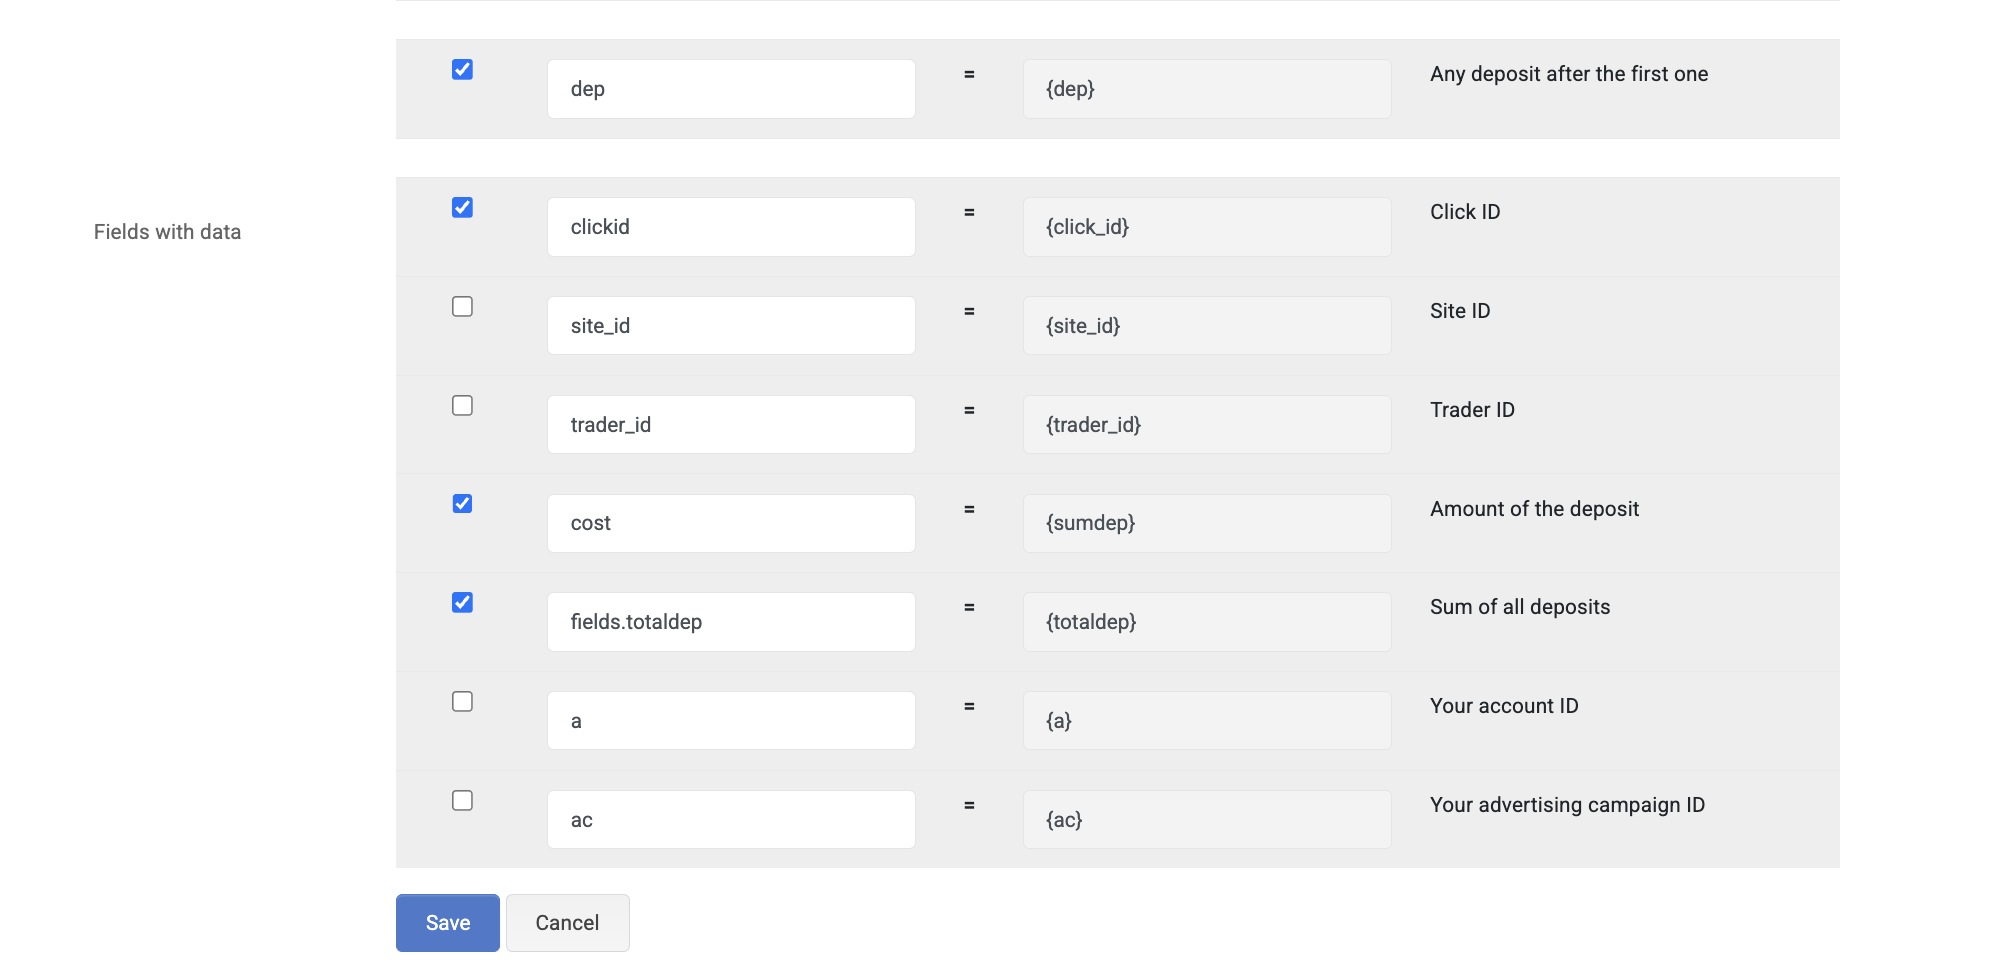 dep = {dep} Any deposit after the first one
Fields with data
clickid = {click_id} Click ID
site_id = {site_id} Site ID
trader_id = {trader_id} Trader ID
cost = {sumdep} Amount of the deposit
fields.totaldep = {totaldep} Sum of all deposits
a = {a} Your account ID
ac = {ac} Your advertising campaign ID
Save Cancel